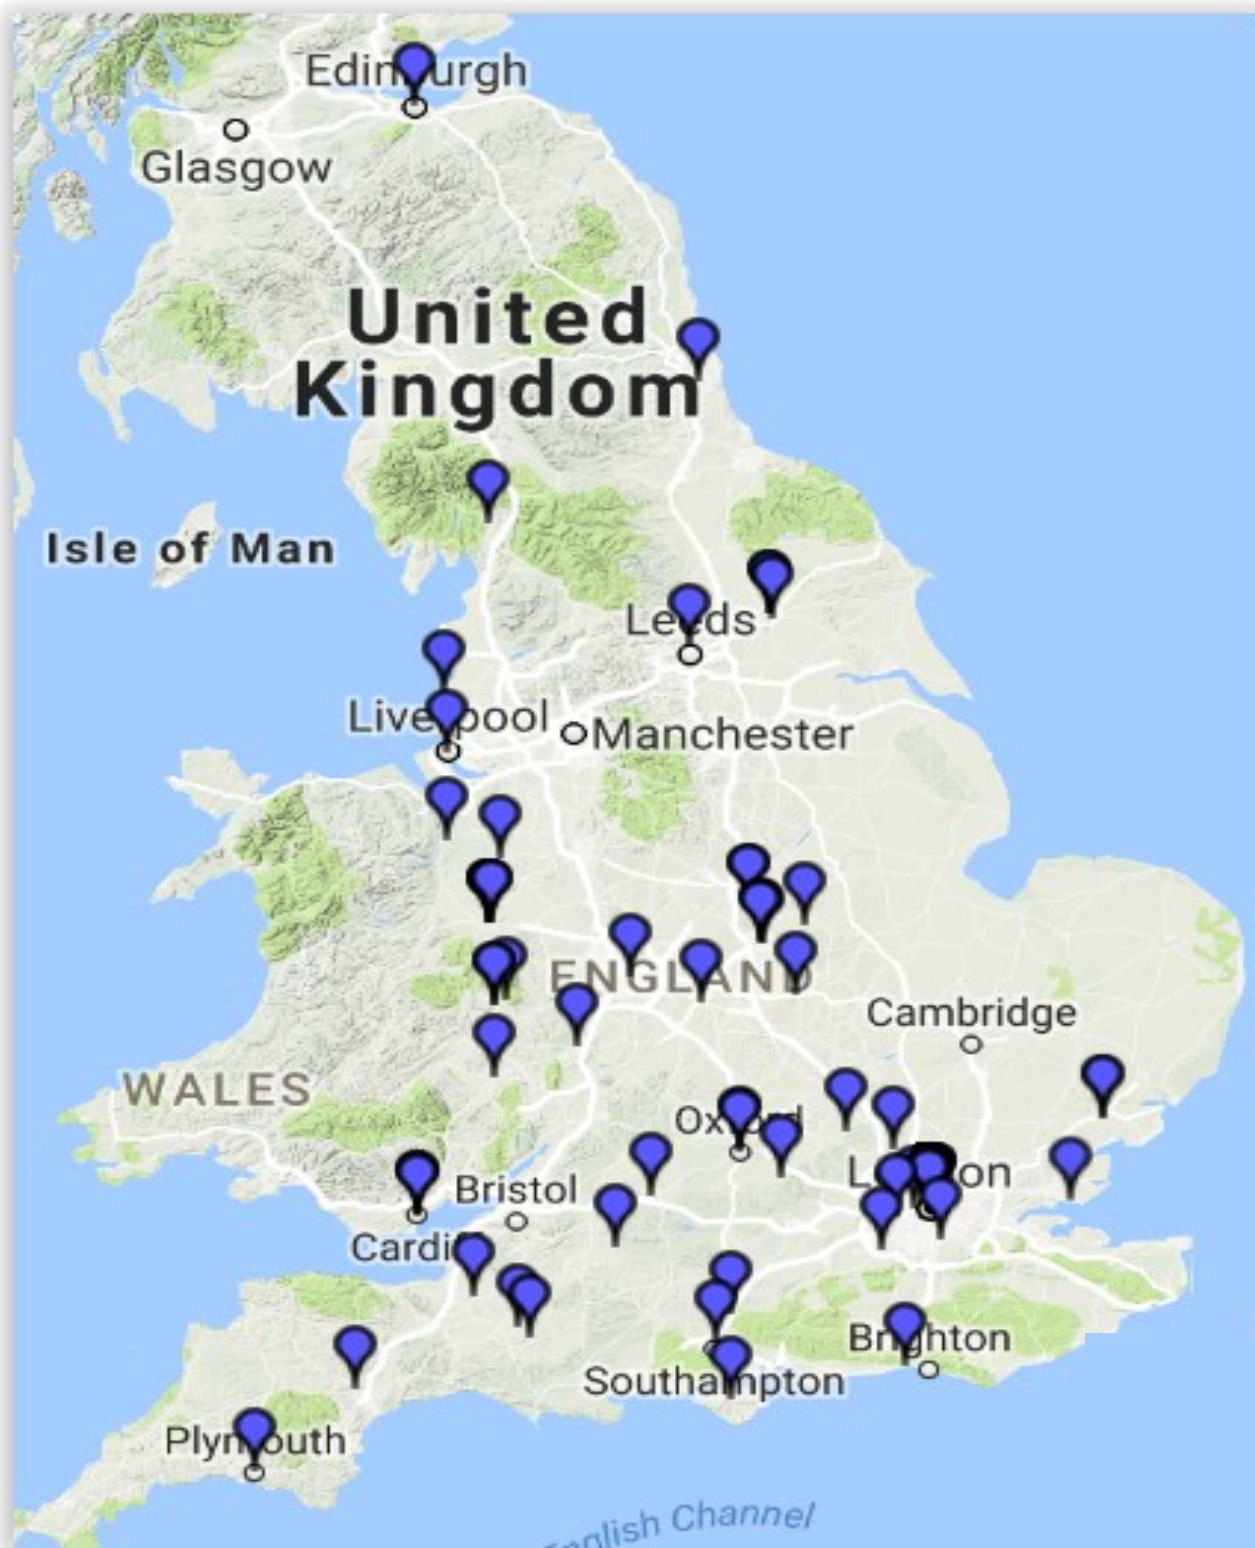 Edinburgh
Glasgow
United
Kingdom
Isle of Man
Leeds
Liverpool
Manchester
ENGLAND
Cambridge
WALES
Oxford
London
Bristol
Cardiff
Brighton
Southampton
Plymouth
English Channel